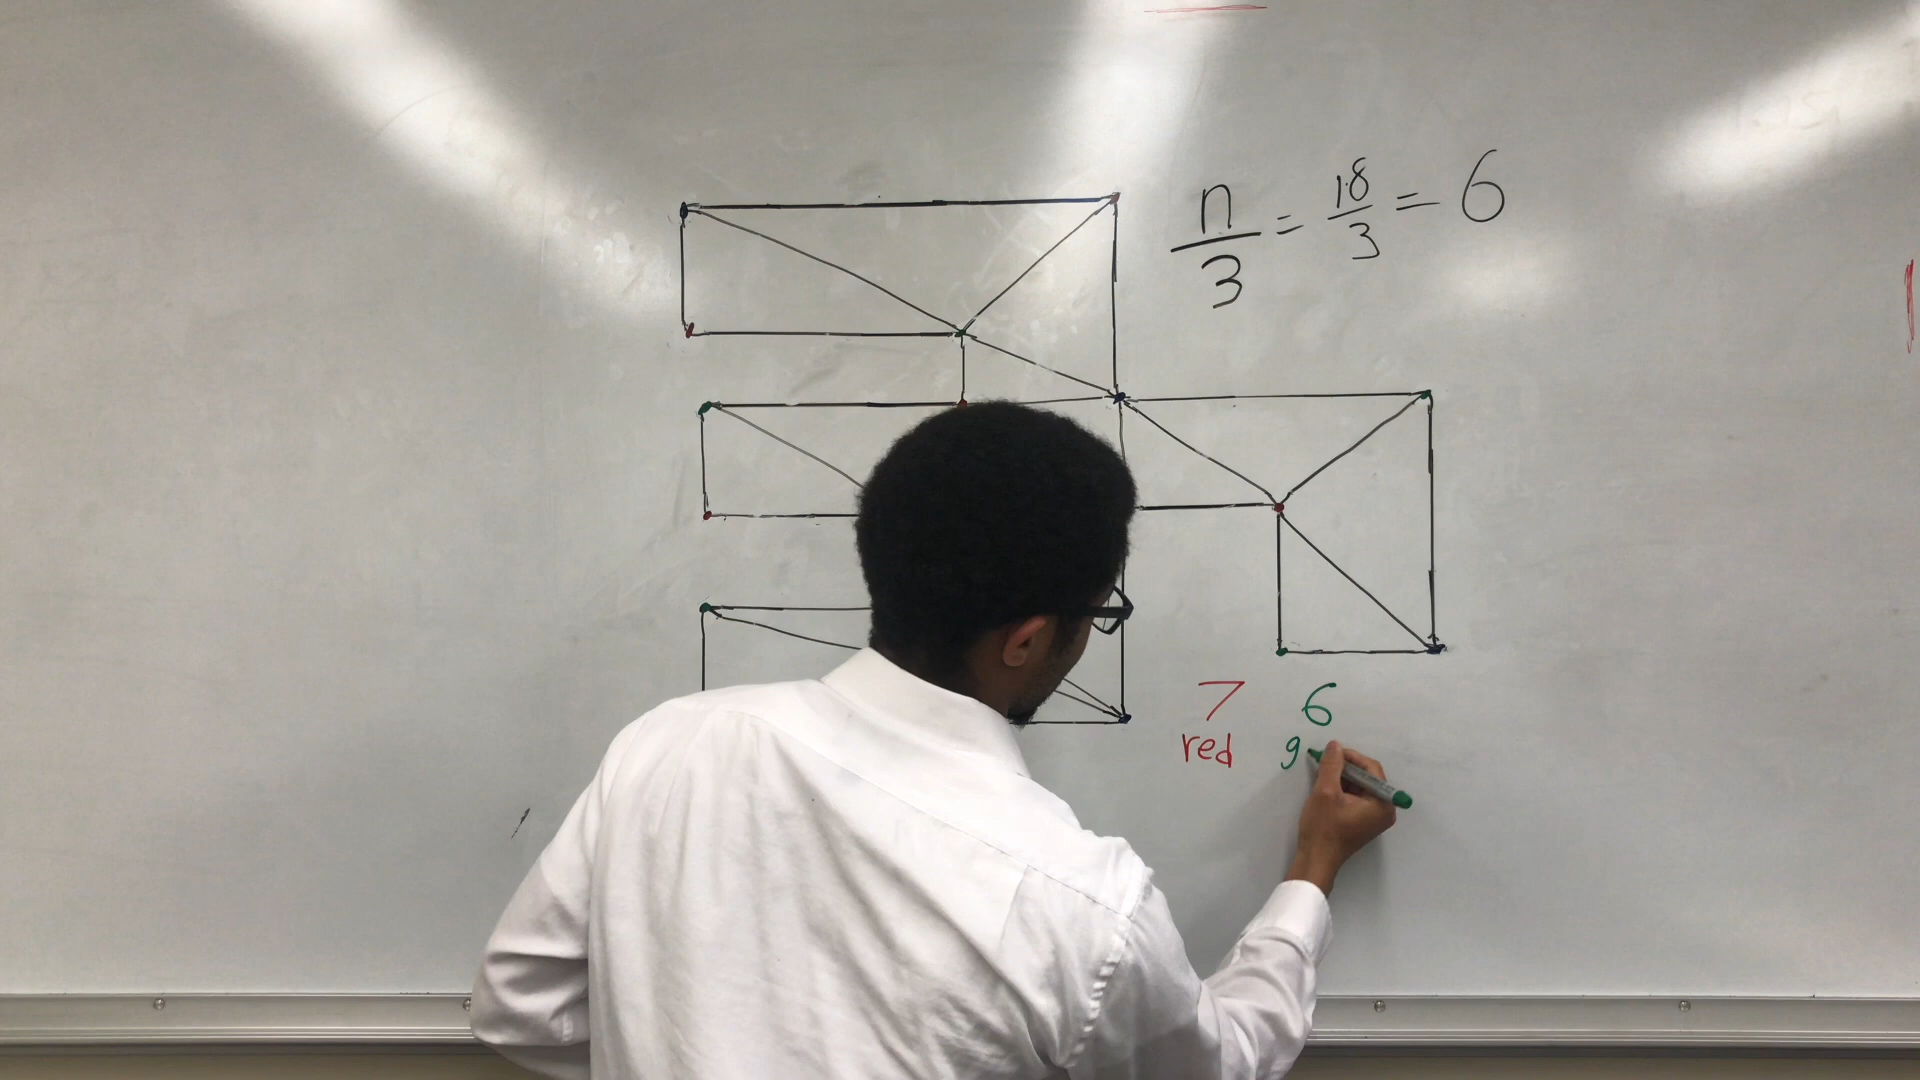 n/3 = 18/3 = 6
7 6
red g